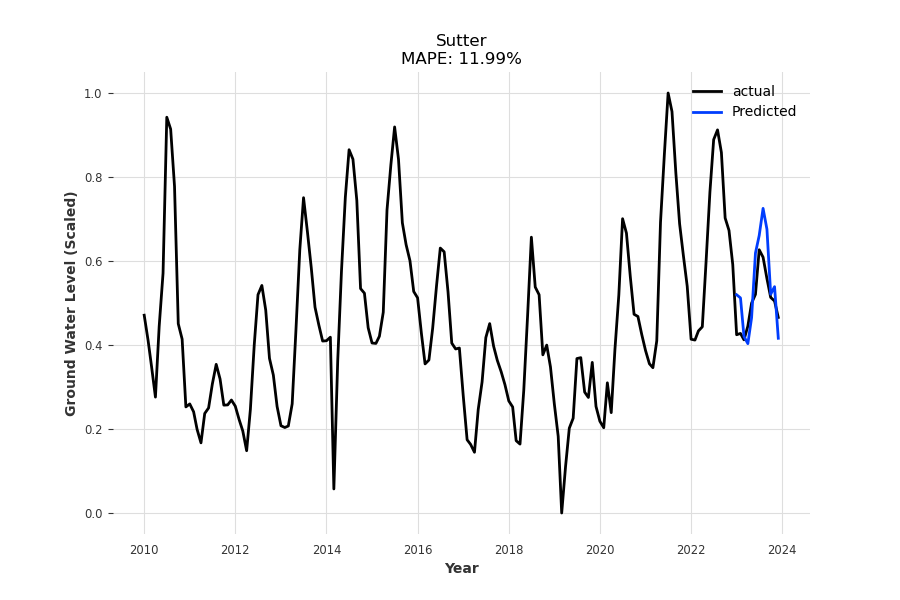 Sutter
MAPE: 11.99%
actual
Predicted
Ground Water Level (Scaled)
1.0
0.8
0.6
0.4
0.2
0.0
2010 2012 2014 2016 2018 2020 2022 2024
Year